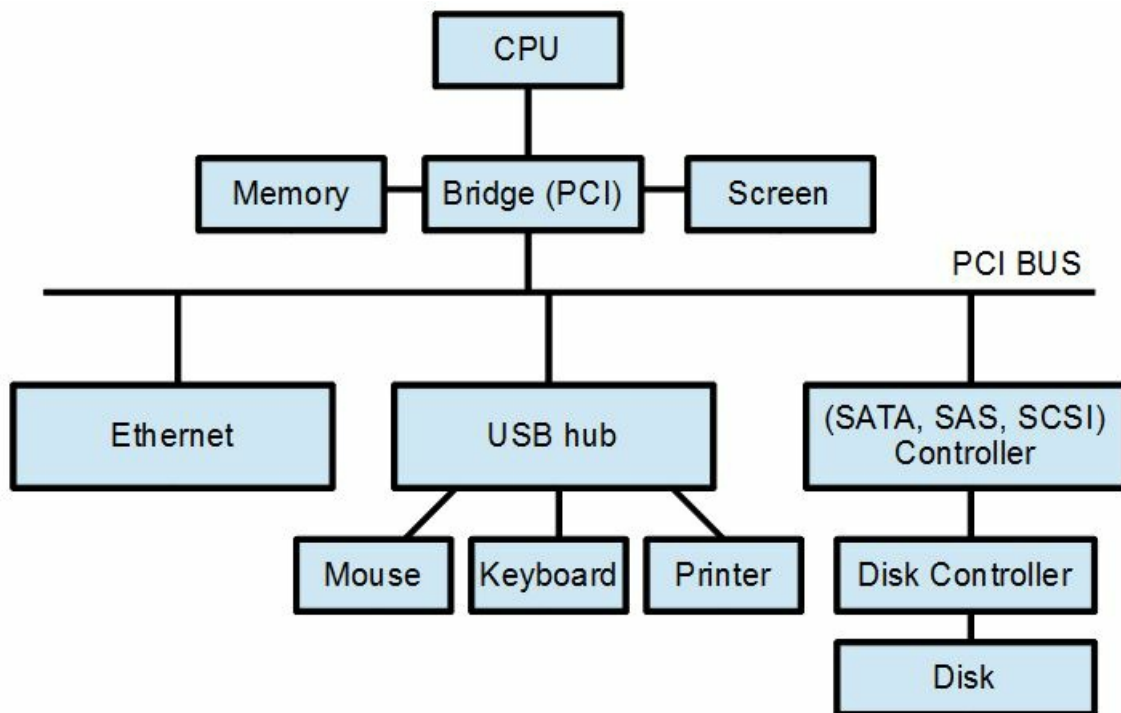 CPU
Memory
Bridge (PCI)
Screen
PCI BUS
Ethernet
USB hub
(SATA, SAS, SCSI)
Controller
Mouse
Keyboard
Printer
Disk Controller
Disk